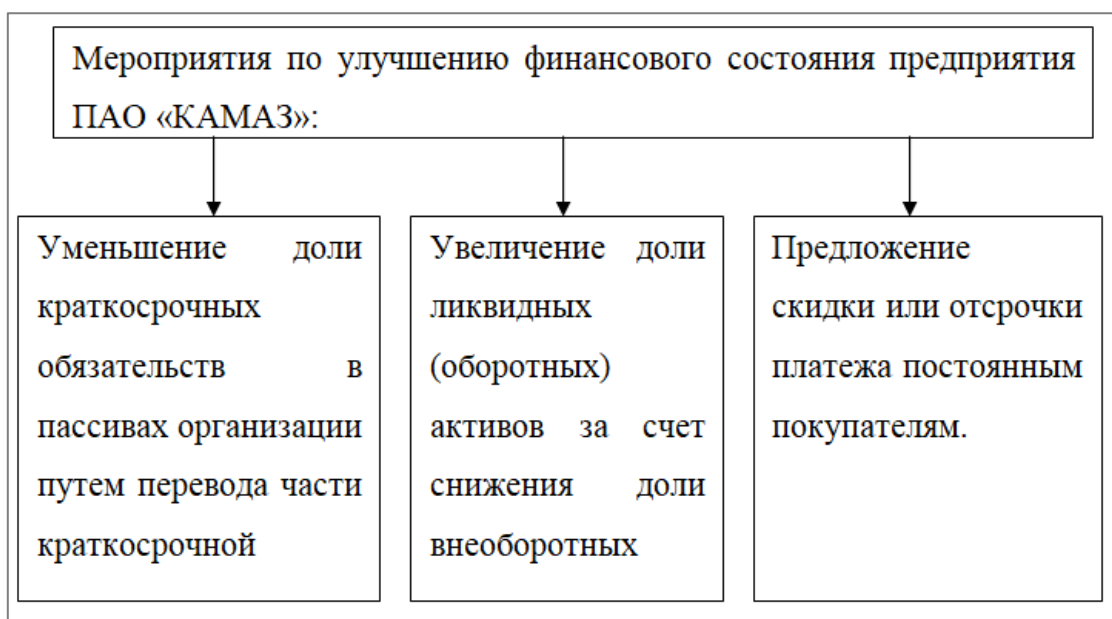 Мероприятия по улучшению финансового состояния предприятия
ПАО «КАМАЗ»:
Уменьшение доли
краткосрочных
обязательств в
пассивах организации
путем перевода части
краткосрочной
Увеличение доли
ликвидных
(оборотных)
активов за счет
снижения доли
внеоборотных
Предложение
скидки или отсрочки
платежа постоянным
покупателям.